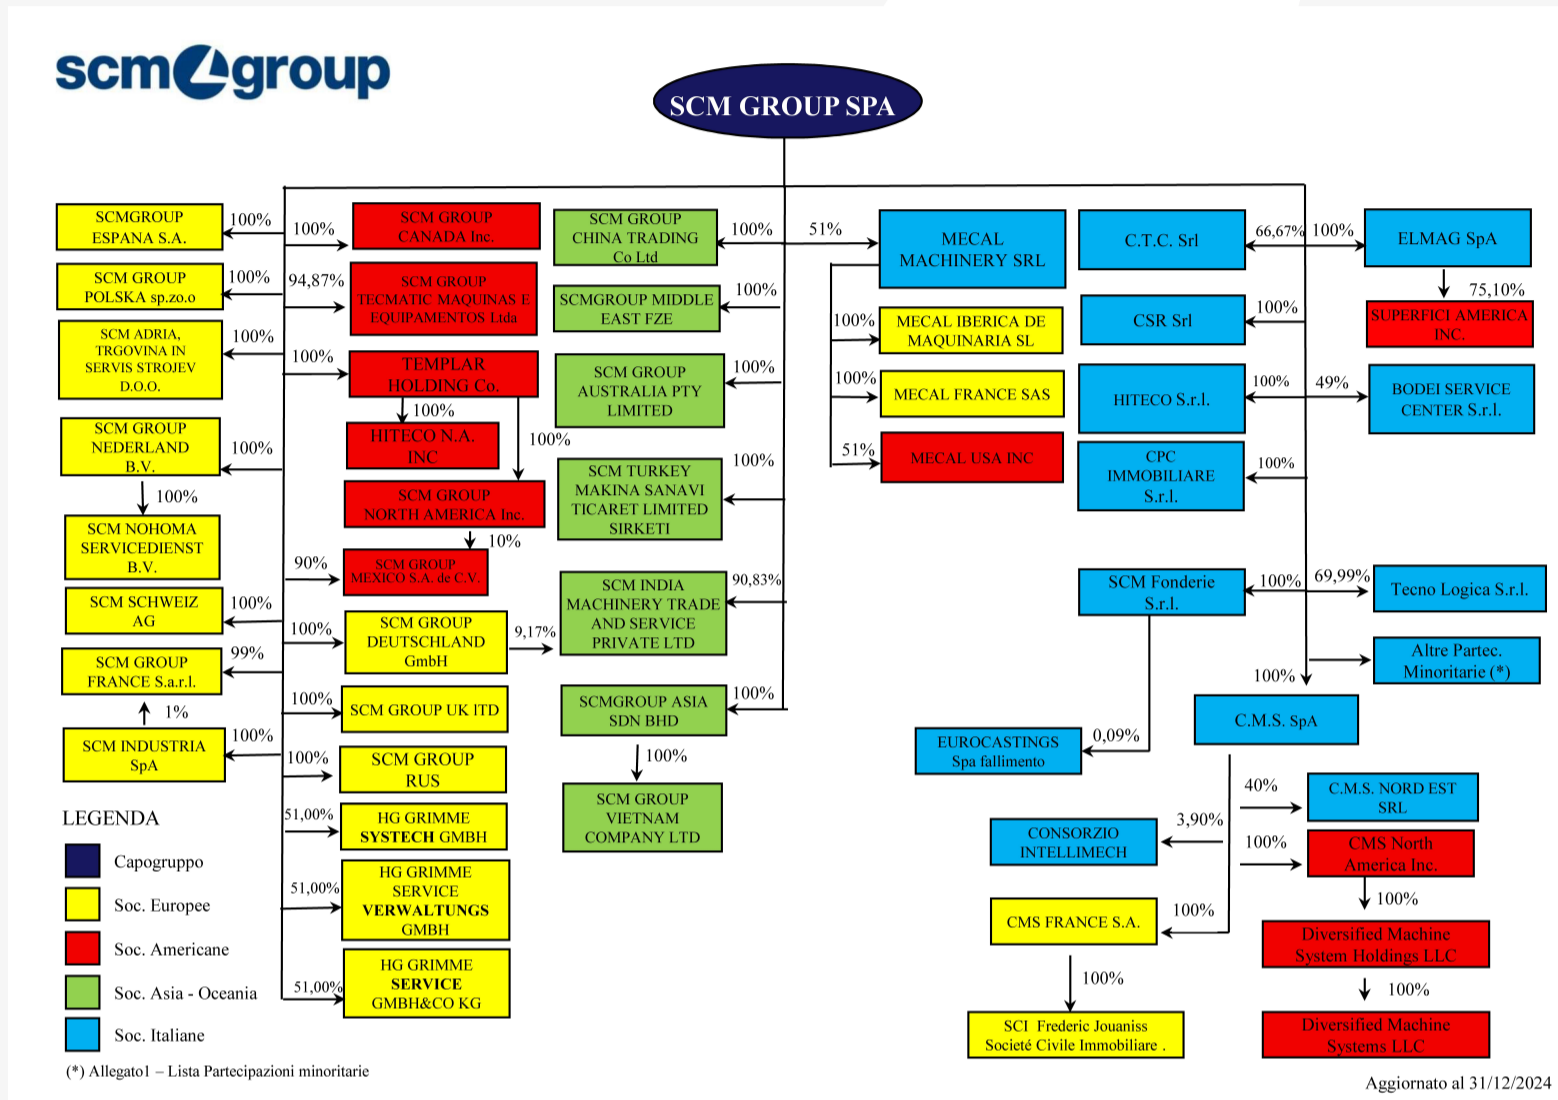 scm group
SCM GROUP SPA
SCMGROUP
ESPANA S.A.
100%
SCM GROUP
POLSKA sp.zo.o
100%
SCM ADRIA,
TRGOVINA IN
SERVIS STROJEV
D.O.O.
100%
SCM GROUP
NEDERLAND
B.V.
100%
100%
SCM NOHOMA
SERVICEDIENST
B.V.
SCM SCHWEIZ
AG
100%
SCM GROUP
FRANCE S.a.r.l.
99%
1%
SCM INDUSTRIA
SpA
100%
100%
SCM GROUP
CANADA Inc.
94,87%
SCM GROUP
TECMATIC MAQUINAS E
EQUIPAMENTOS Ltda
100%
TEMPLAR
HOLDING Co.
100%
HITECO N.A.
INC
100%
SCM GROUP
NORTH AMERICA Inc.
10%
90%
SCM GROUP
MEXICO S.A. de C.V.
100%
SCM GROUP
DEUTSCHLAND
GmbH
9,17%
100%
SCM GROUP UK lTD
100%
SCM GROUP
RUS
51,00%
HG GRIMME
SYSTECH GMBH
51,00%
HG GRIMME
SERVICE
VERWALTUNGS
GMBH
51,00%
HG GRIMME
SERVICE
GMBH&CO KG
SCM GROUP
CHINA TRADING
Co Ltd
100%
SCMGROUP MIDDLE
EAST FZE
100%
SCM GROUP
AUSTRALIA PTY
LIMITED
100%
SCM TURKEY
MAKINA SANAVI
TICARET LIMITED
SIRKETI
100%
SCM INDIA
MACHINERY TRADE
AND SERVICE
PRIVATE LTD
90,83%
SCMGROUP ASIA
SDN BHD
100%
100%
SCM GROUP
VIETNAM
COMPANY LTD
51%
MECAL
MACHINERY SRL
100%
MECAL IBERICA DE
MAQUINARIA SL
100%
MECAL FRANCE SAS
51%
MECAL USA INC
C.T.C. Srl
66,67%
CSR Srl
100%
HITECO S.r.l.
100%
CPC
IMMOBILIARE
S.r.l.
100%
SCM Fonderie
S.r.l.
100%
0,09%
EUROCASTINGS
Spa fallimento
100%
ELMAG SpA
75,10%
SUPERFICI AMERICA
INC.
49%
BODEI SERVICE
CENTER S.r.l.
69,99%
Tecno Logica S.r.l.
Altre Partec.
Minoritarie (*)
100%
C.M.S. SpA
40%
C.M.S. NORD EST
SRL
3,90%
CONSORZIO
INTELLIMECH
100%
CMS North
America Inc.
100%
CMS FRANCE S.A.
100%
SCI Frederic Jouaniss
Societé Civile Immobiliare .
100%
Diversified Machine
System Holdings LLC
100%
Diversified Machine
Systems LLC
LEGENDA
Capogruppo
Soc. Europee
Soc. Americane
Soc. Asia - Oceania
Soc. Italiane
(*) Allegato1 – Lista Partecipazioni minoritarie
Aggiornato al 31/12/2024